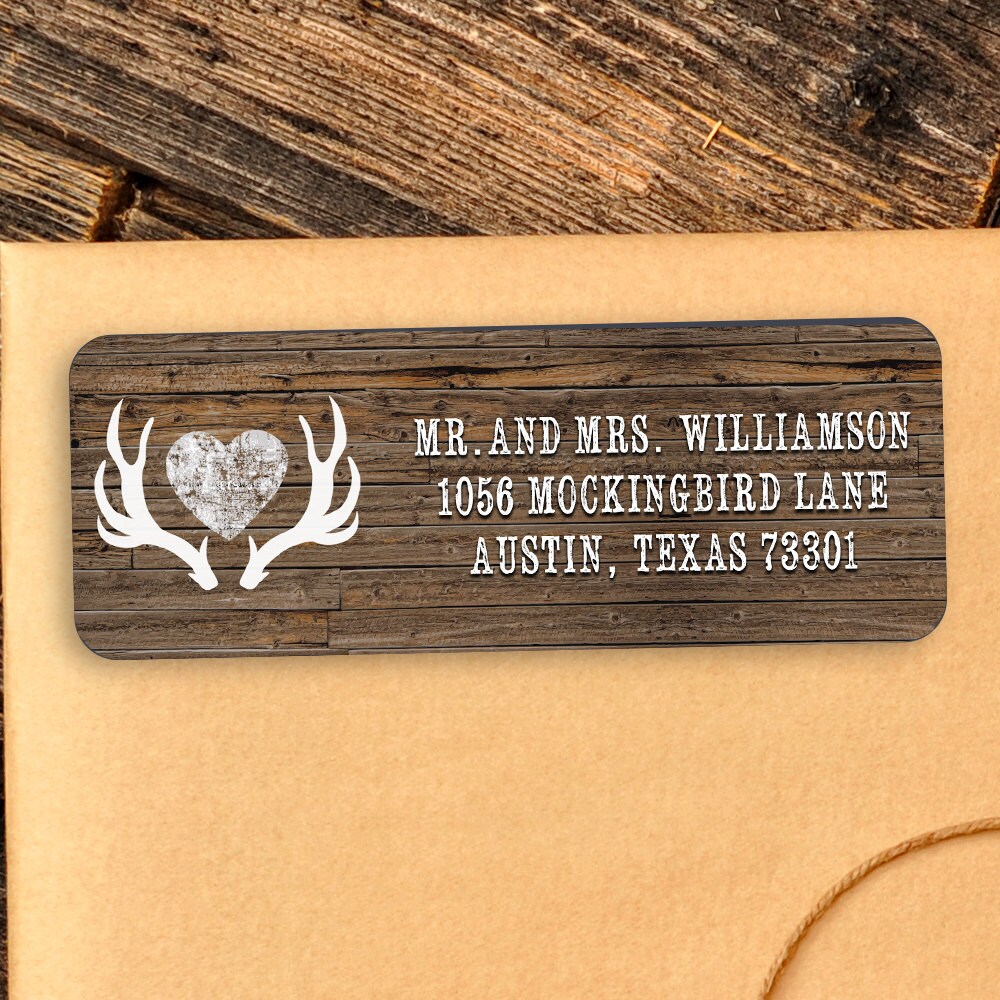 MR. AND MRS. WILLIAMSON
1056 MOCKINGBIRD LANE
AUSTIN, TEXAS 73301